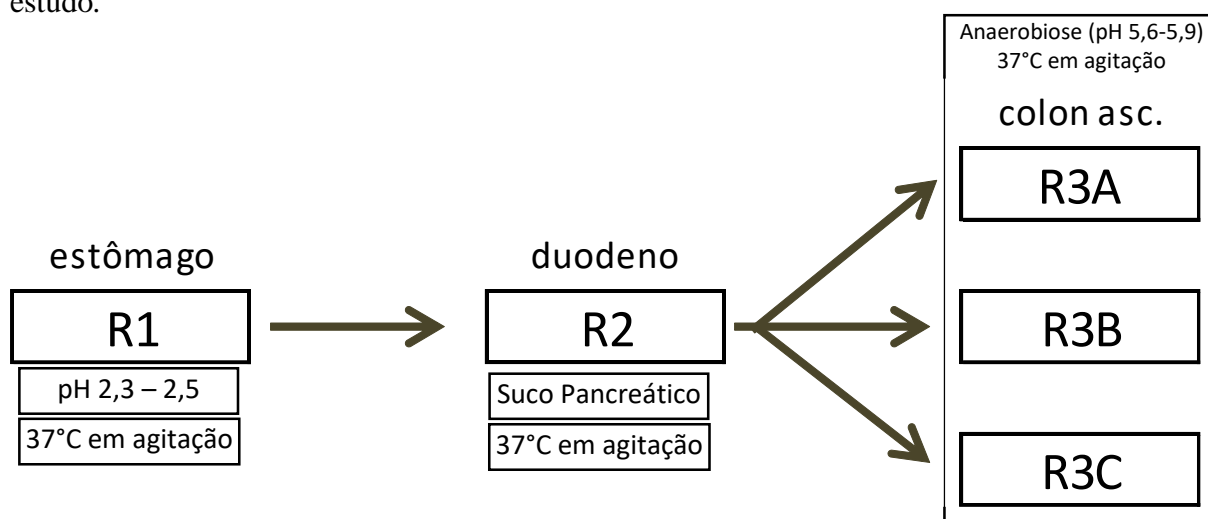 estudo.
Anaerobiose (pH 5,6-5,9)
37°C em agitação
colon asc.
R3A
estômago
R1
pH 2,3 – 2,5
37°C em agitação
duodeno
R2
Suco Pancreático
37°C em agitação
R3B
R3C